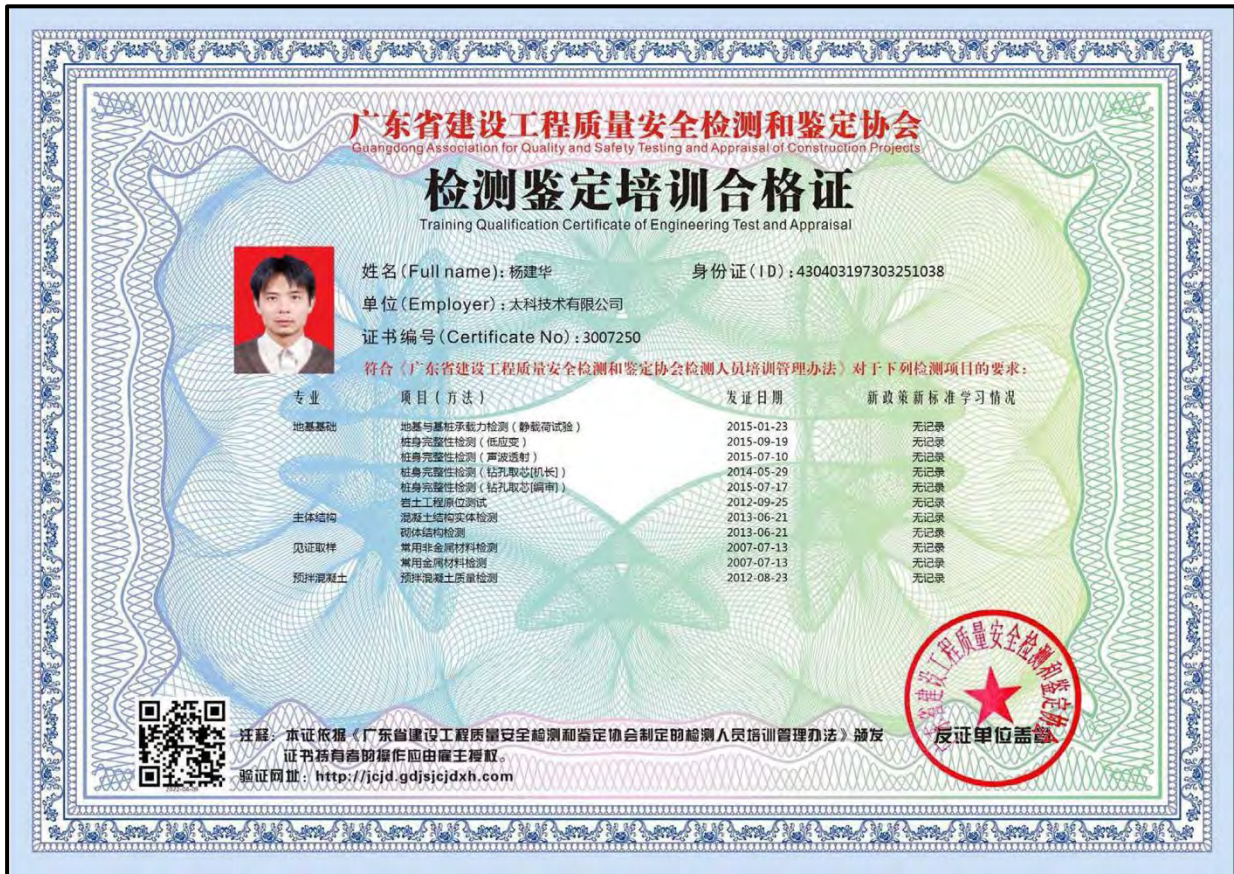 广东省建设工程质量安全检测和鉴定协会
Guangdong Association for Quality and Safety Testing and Appraisal of Construction Projects
检测鉴定培训合格证
Training Qualification Certificate of Engineering Test and Appraisal
姓名(Full name): 杨建华 身份证(ID): 430403197303251038
单位(Employer): 太科技术有限公司
证书编号(Certificate No): 3007250
符合《广东省建设工程质量安全检测和鉴定协会检测人员培训管理办法》对于下列检测项目的要求:
专业 项目(方法) 发证日期 新政策新标准学习情况
地基基础 地基与基桩承载力检测(静载荷试验) 2015-01-23 无记录
桩身完整性检测(低应变) 2015-09-19 无记录
桩身完整性检测(声波透射) 2015-07-10 无记录
桩身完整性检测(钻孔取芯[机长]) 2014-05-29 无记录
桩身完整性检测(钻孔取芯[编审]) 2015-07-17 无记录
岩土工程原位测试 2012-09-25 无记录
主体结构 混凝土结构实体检测 2013-06-21 无记录
砌体结构检测 2013-06-21 无记录
见证取样 常用非金属材料检测 2007-07-13 无记录
常用金属材料检测 2007-07-13 无记录
预拌混凝土 预拌混凝土质量检测 2012-08-23 无记录
广东省建设工程质量安全检测和鉴定协会
发证单位盖章
注释: 本证依据《广东省建设工程质量安全检测和鉴定协会制定的检测人员培训管理办法》颁发
证书持有者的操作应由雇主授权。
验证网址: http://jcjd.gdjsjcjdxh.com